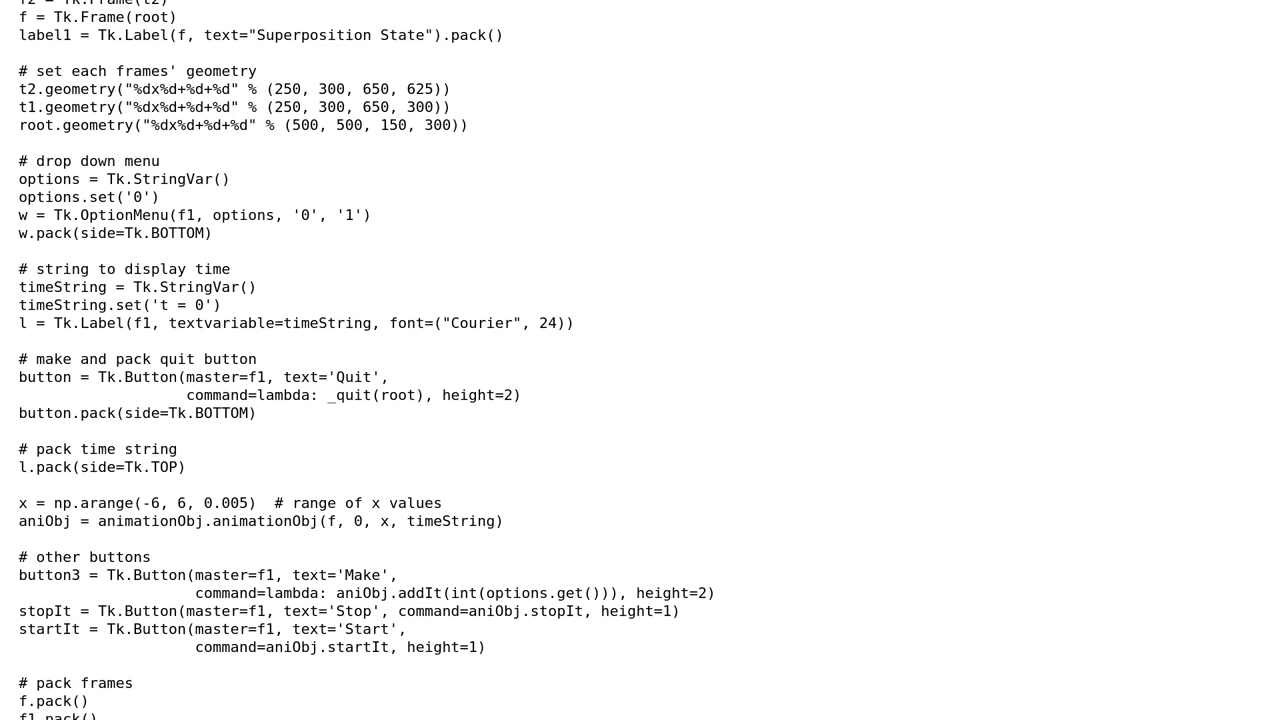 f2 = Tk.Frame(t2)
f = Tk.Frame(root)
label1 = Tk.Label(f, text="Superposition State").pack()

# set each frames' geometry
t2.geometry("%dx%d+%d+%d" % (250, 300, 650, 625))
t1.geometry("%dx%d+%d+%d" % (250, 300, 650, 300))
root.geometry("%dx%d+%d+%d" % (500, 500, 150, 300))

# drop down menu
options = Tk.StringVar()
options.set('0')
w = Tk.OptionMenu(f1, options, '0', '1')
w.pack(side=Tk.BOTTOM)

# string to display time
timeString = Tk.StringVar()
timeString.set('t = 0')
l = Tk.Label(f1, textvariable=timeString, font=("Courier", 24))

# make and pack quit button
button = Tk.Button(master=f1, text='Quit',
                   command=lambda: _quit(root), height=2)
button.pack(side=Tk.BOTTOM)

# pack time string
l.pack(side=Tk.TOP)

x = np.arange(-6, 6, 0.005)  # range of x values
aniObj = animationObj.animationObj(f, 0, x, timeString)

# other buttons
button3 = Tk.Button(master=f1, text='Make',
                    command=lambda: aniObj.addIt(int(options.get())), height=2)
stopIt = Tk.Button(master=f1, text='Stop', command=aniObj.stopIt, height=1)
startIt = Tk.Button(master=f1, text='Start',
                    command=aniObj.startIt, height=1)

# pack frames
f.pack()
f1.pack()